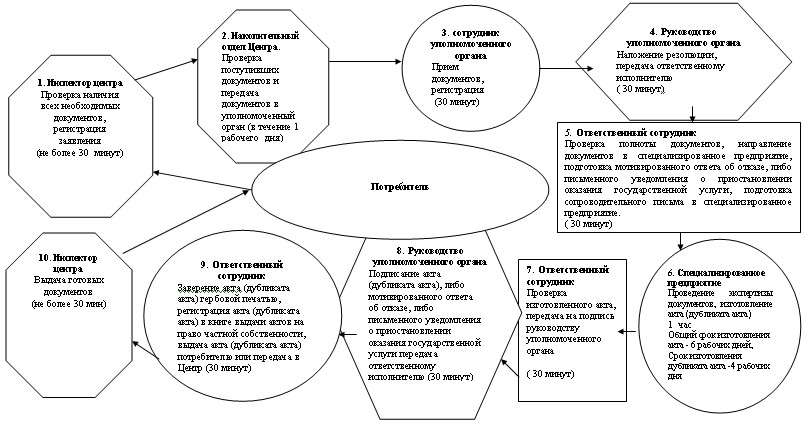 1. Инспектор центра
Проверка наличия
всех необходимых
документов,
регистрация
заявления
(не более 30 минут)
2. Накопительный
отдел Центра.
Проверка
поступивших
документов и
передача
документов в
уполномоченный
орган (в течение 1
рабочего дня)
3. сотрудник
уполномоченного
органа
Прием
документов,
регистрация
(30 минут)
4. Руководство
уполномоченного органа
Наложение резолюции,
передача ответственному
исполнителю
( 30 минут)
5. Ответственный сотрудник
Проверка полноты документов, направление
документов в специализированное предприятие,
подготовка мотивированного ответа об отказе, либо
письменного уведомления о приостановлении
оказания государственной услуги, подготовка
сопроводительного письма в специализированное
предприятие.
( 30 минут)
Потребитель
6. Специализированное
предприятие
Проведение экспертизы
документов, изготовление
акта (дубликата акта)
1 час
Общий срок изготовления
акта - 6 рабочих дней,
Срок изготовления
дубликата акта -4 рабочих
дня
7. Ответственный
сотрудник
Проверка
изготовленного акта,
передача на подпись
руководству
уполномоченного
органа
( 30 минут)
8. Руководство
уполномоченного органа
Подписание акта
(дубликата акта), либо
мотивированного ответа
об отказе, либо
письменного уведомления
о приостановлении
оказания государственной
услуги передача
ответственному
исполнителю (30 минут)
9. Ответственный
сотрудник
Заверение акта (дубликата
акта) гербовой печатью,
регистрация акта (дубликата
акта) в книге выдачи актов на
право частной собственности,
выдача акта (дубликата акта)
потребителю или передача в
Центр (30 минут)
10. Инспектор
центра
Выдача готовых
документов
(не более 30 мин)